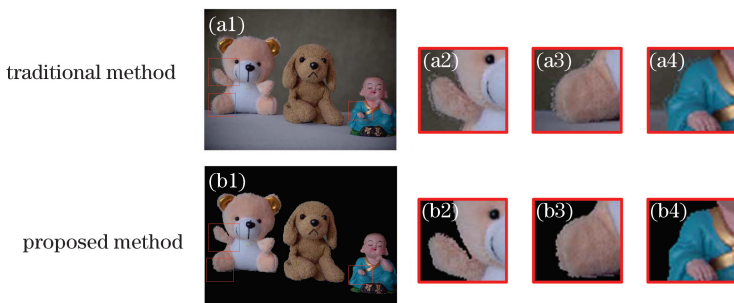 traditional method
(a1)
(a2)
(a3)
(a4)
proposed method
(b1)
(b2)
(b3)
(b4)